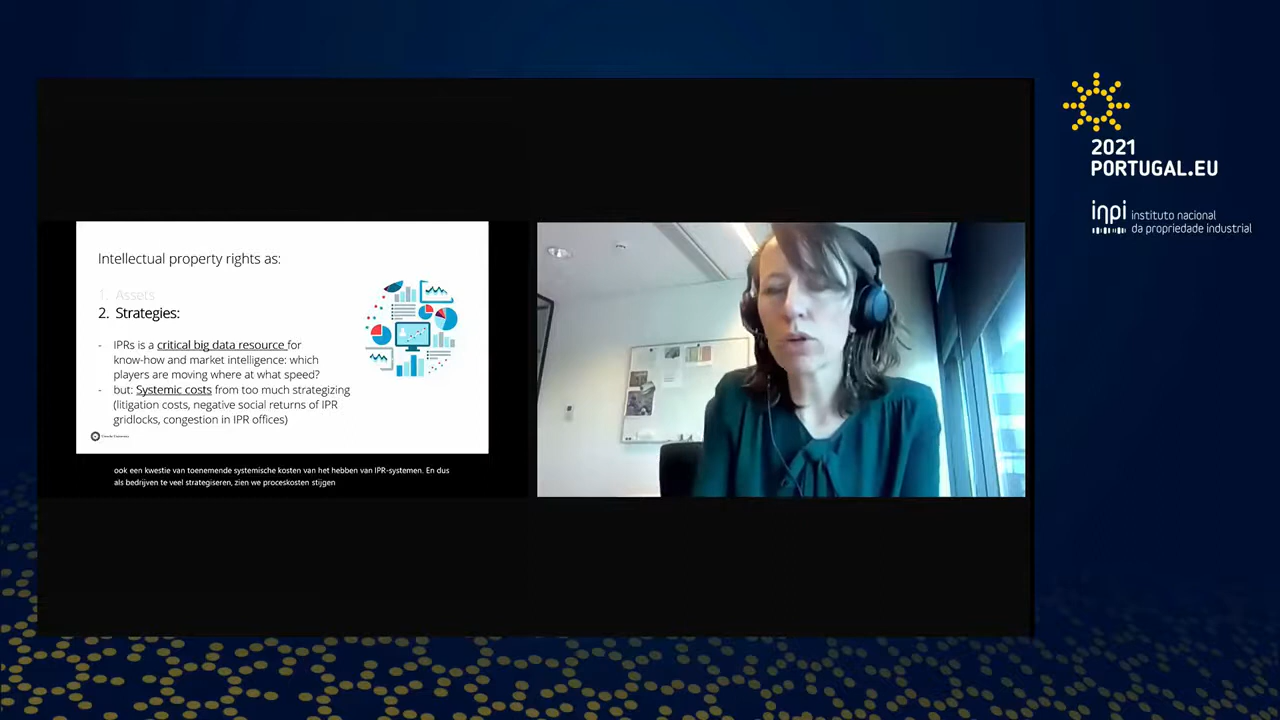 Intellectual property rights as:
1. Assets
2. Strategies:
- IPRs is a critical big data resource for
know-how and market intelligence: which
players are moving where at what speed?
- but: Systemic costs from too much strategizing
(litigation costs, negative social returns of IPR
gridlocks, congestion in IPR offices)
ook een kwestie van toenemende systemische kosten van het hebben van IPR-systemen. En dus
als bedrijven te veel strategiseren, zien we proceskosten stijgen
2021
PORTUGAL.EU
inpi instituto nacional
da propriedade industrial